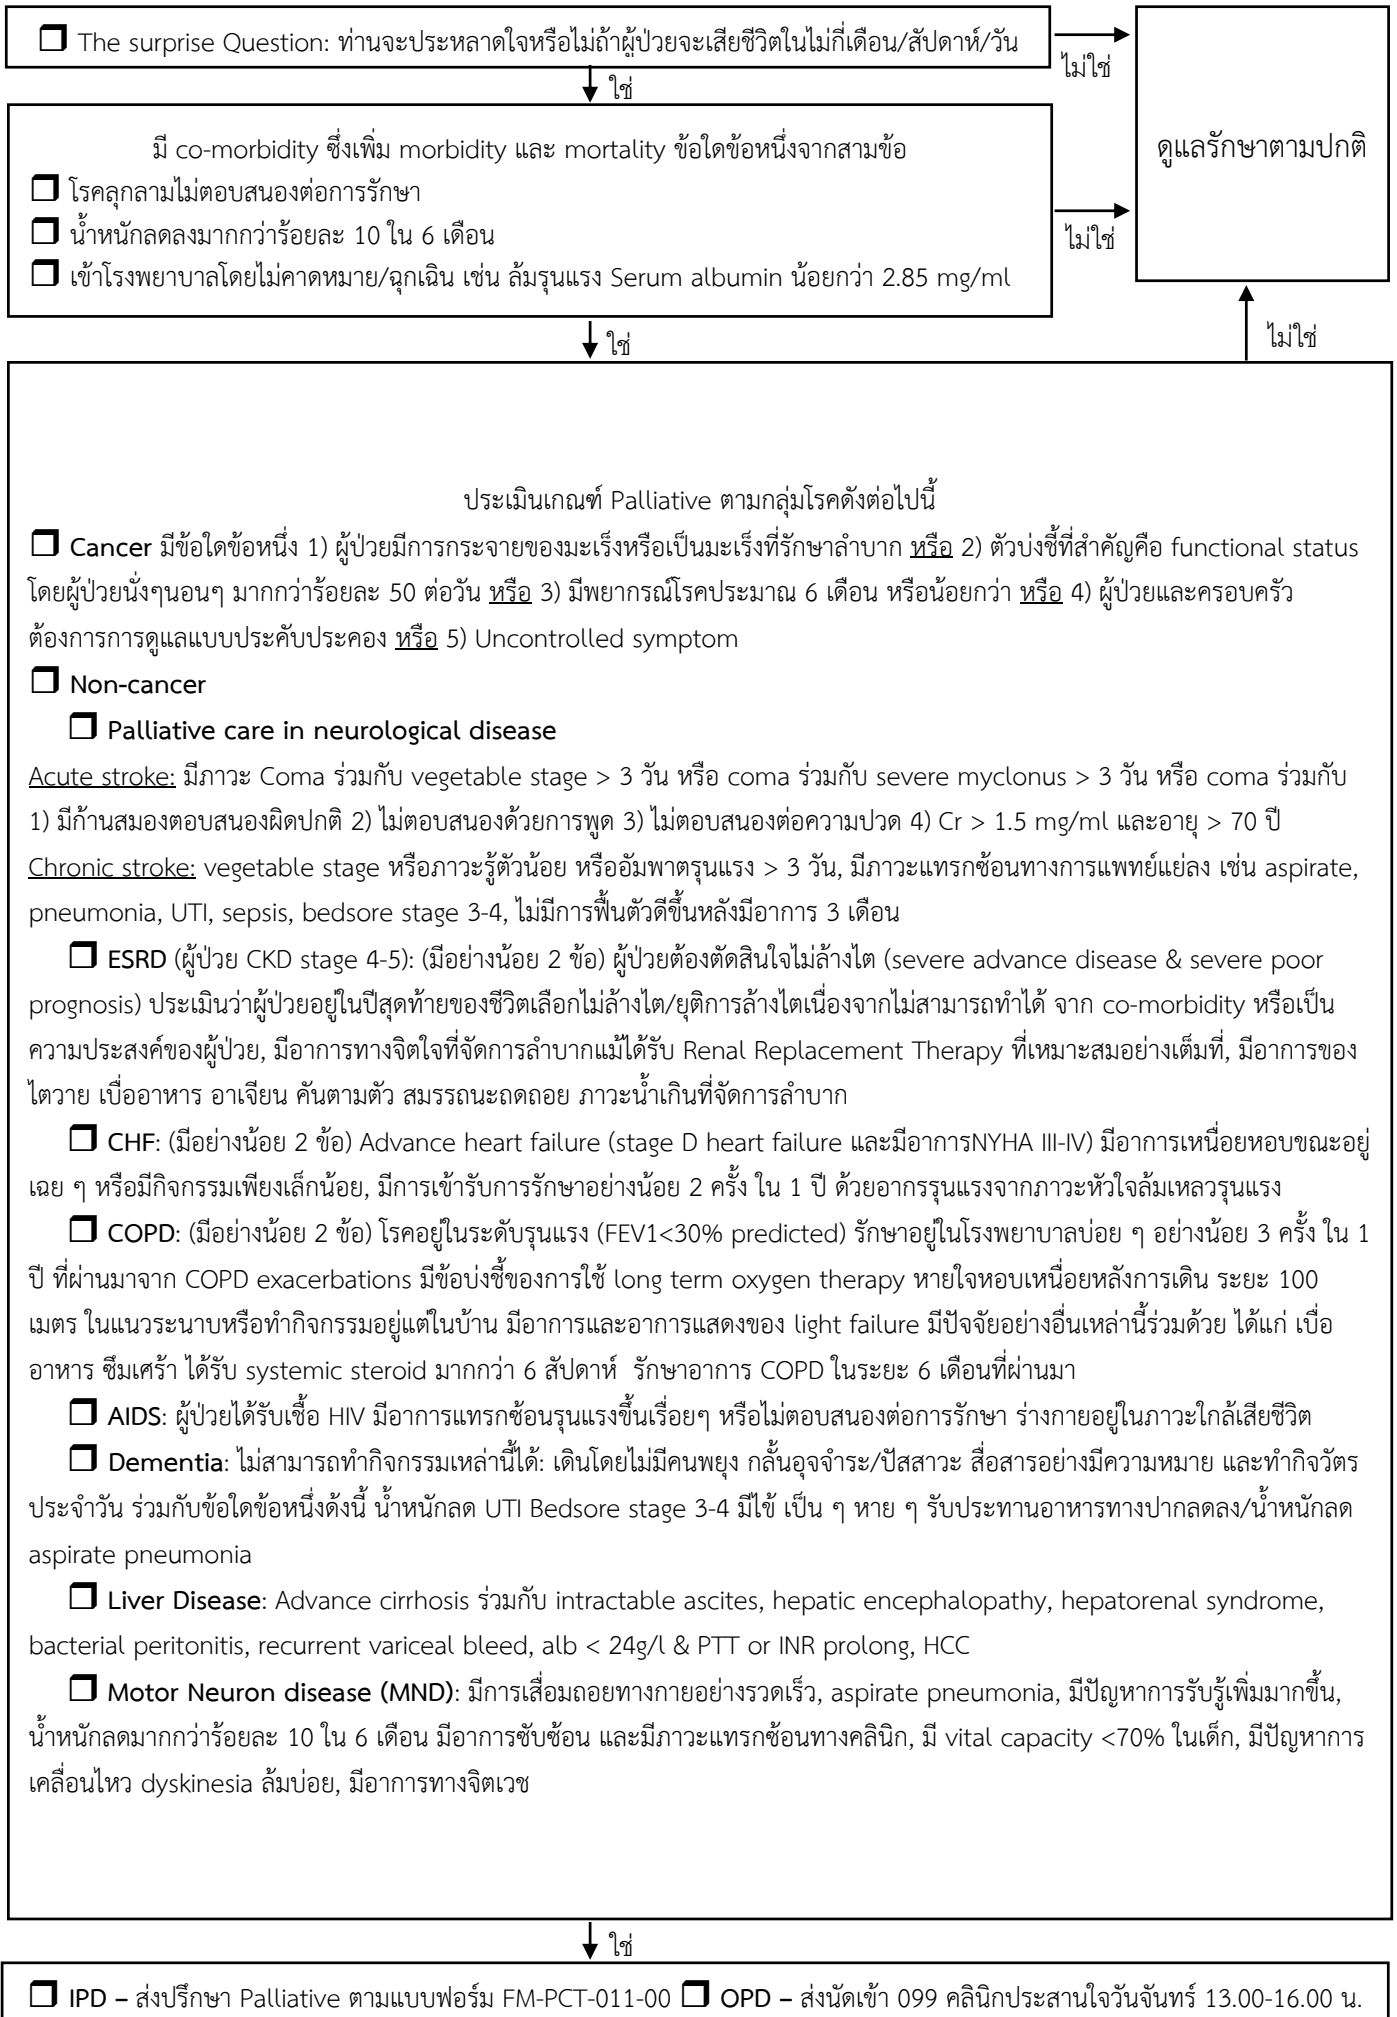 ❒ The surprise Question: ท่านจะประหลาดใจหรือไม่ถ้าผู้ป่วยจะเสียชีวิตในไม่กี่เดือน/สัปดาห์/วัน
ไม่ใช่
ใช่
ดูแลรักษาตามปกติ
มี co-morbidity ซึ่งเพิ่ม morbidity และ mortality ข้อใดข้อหนึ่งจากสามข้อ
❒ โรคลุกลามไม่ตอบสนองต่อการรักษา
❒ น้ำหนักลดลงมากกว่าร้อยละ 10 ใน 6 เดือน
❒ เข้าโรงพยาบาลโดยไม่คาดหมาย/ฉุกเฉิน เช่น ล้มรุนแรง Serum albumin น้อยกว่า 2.85 mg/ml
ไม่ใช่
ใช่
ไม่ใช่
ประเมินเกณฑ์ Palliative ตามกลุ่มโรคดังต่อไปนี้
❒ Cancer มีข้อใดข้อหนึ่ง 1) ผู้ป่วยมีการกระจายของมะเร็งหรือเป็นมะเร็งที่รักษาลำบาก หรือ 2) ตัวบ่งชี้ที่สำคัญคือ functional status
โดยผู้ป่วยนั่งๆนอนๆ มากกว่าร้อยละ 50 ต่อวัน หรือ 3) มีพยากรณ์โรคประมาณ 6 เดือน หรือน้อยกว่า หรือ 4) ผู้ป่วยและครอบครัว
ต้องการการดูแลแบบประคับประคอง หรือ 5) Uncontrolled symptom
❒ Non-cancer
❒ Palliative care in neurological disease
Acute stroke: มีภาวะ Coma ร่วมกับ vegetable stage > 3 วัน หรือ coma ร่วมกับ severe myclonus > 3 วัน หรือ coma ร่วมกับ
1) มีก้านสมองตอบสนองผิดปกติ 2) ไม่ตอบสนองด้วยการพูด 3) ไม่ตอบสนองต่อความปวด 4) Cr > 1.5 mg/ml และอายุ > 70 ปี
Chronic stroke: vegetable stage หรือภาวะรู้ตัวน้อย หรืออัมพาตรุนแรง > 3 วัน, มีภาวะแทรกซ้อนทางการแพทย์แย่ลง เช่น aspirate,
pneumonia, UTI, sepsis, bedsore stage 3-4, ไม่มีการฟื้นตัวดีขึ้นหลังมีอาการ 3 เดือน
❒ ESRD (ผู้ป่วย CKD stage 4-5): (มีอย่างน้อย 2 ข้อ) ผู้ป่วยต้องตัดสินใจไม่ล้างไต (severe advance disease & severe poor
prognosis) ประเมินว่าผู้ป่วยอยู่ในปีสุดท้ายของชีวิตเลือกไม่ล้างไต/ยุติการล้างไตเนื่องจากไม่สามารถทำได้ จาก co-morbidity หรือเป็น
ความประสงค์ของผู้ป่วย, มีอาการทางจิตใจที่จัดการลำบากแม้ได้รับ Renal Replacement Therapy ที่เหมาะสมอย่างเต็มที่, มีอาการของ
ไตวาย เบื่ออาหาร อาเจียน คันตามตัว สมรรถนะถดถอย ภาวะน้ำเกินที่จัดการลำบาก
❒ CHF: (มีอย่างน้อย 2 ข้อ) Advance heart failure (stage D heart failure และมีอาการNYHA III-IV) มีอาการเหนื่อยหอบขณะอยู่
เฉย ๆ หรือมีกิจกรรมเพียงเล็กน้อย, มีการเข้ารับการรักษาอย่างน้อย 2 ครั้ง ใน 1 ปี ด้วยอากรรุนแรงจากภาวะหัวใจล้มเหลวรุนแรง
❒ COPD: (มีอย่างน้อย 2 ข้อ) โรคอยู่ในระดับรุนแรง (FEV1<30% predicted) รักษาอยู่ในโรงพยาบาลบ่อย ๆ อย่างน้อย 3 ครั้ง ใน 1
ปี ที่ผ่านมาจาก COPD exacerbations มีข้อบ่งชี้ของการใช้ long term oxygen therapy หายใจหอบเหนื่อยหลังการเดิน ระยะ 100
เมตร ในแนวระนาบหรือทำกิจกรรมอยู่แต่ในบ้าน มีอาการและอาการแสดงของ light failure มีปัจจัยอย่างอื่นเหล่านี้ร่วมด้วย ได้แก่ เบื่อ
อาหาร ซึมเศร้า ได้รับ systemic steroid มากกว่า 6 สัปดาห์ รักษาอาการ COPD ในระยะ 6 เดือนที่ผ่านมา
❒ AIDS: ผู้ป่วยได้รับเชื้อ HIV มีอาการแทรกซ้อนรุนแรงขึ้นเรื่อยๆ หรือไม่ตอบสนองต่อการรักษา ร่างกายอยู่ในภาวะใกล้เสียชีวิต
❒ Dementia: ไม่สามารถทำกิจกรรมเหล่านี้ได้: เดินโดยไม่มีคนพยุง กลั้นอุจจำระ/ปัสสาวะ สื่อสารอย่างมีความหมาย และทำกิจวัตร
ประจำวัน ร่วมกับข้อใดข้อหนึ่งด้งนี้ น้ำหนักลด UTI Bedsore stage 3-4 มีไข้ เป็น ๆ หาย ๆ รับประทานอาหารทางปากลดลง/น้ำหนักลด
aspirate pneumonia
❒ Liver Disease: Advance cirrhosis ร่วมกับ intractable ascites, hepatic encephalopathy, hepatorenal syndrome,
bacterial peritonitis, recurrent variceal bleed, alb < 24g/l & PTT or INR prolong, HCC
❒ Motor Neuron disease (MND): มีการเสื่อมถอยทางกายอย่างรวดเร็ว, aspirate pneumonia, มีปัญหาการรับรู้เพิ่มมากขึ้น,
น้ำหนักลดมากกว่าร้อยละ 10 ใน 6 เดือน มีอาการซับซ้อน และมีภาวะแทรกซ้อนทางคลินิก, มี vital capacity <70% ในเด็ก, มีปัญหาการ
เคลื่อนไหว dyskinesia ล้มบ่อย, มีอาการทางจิตเวช
ใช่
❒ IPD – ส่งปรึกษา Palliative ตามแบบฟอร์ม FM-PCT-011-00 ❒ OPD – ส่งนัดเข้า 099 คลินิกประสานใจวันจันทร์ 13.00-16.00 น.